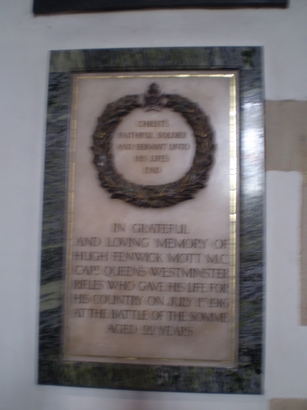 CHRIST'S
FAITHFUL SOLDIER
AND SERVANT UNTO
HIS LIFE'S
END
IN GRATEFUL
AND LOVING MEMORY OF
HUGH FENWICK MOTT M.C.
CAPT QUEENS WESTMINSTER
RIFLES WHO GAVE HIS LIFE FOR
HIS COUNTRY ON JULY 1ST 1916
AT THE BATTLE OF THE SOMME
AGED 22 YEARS